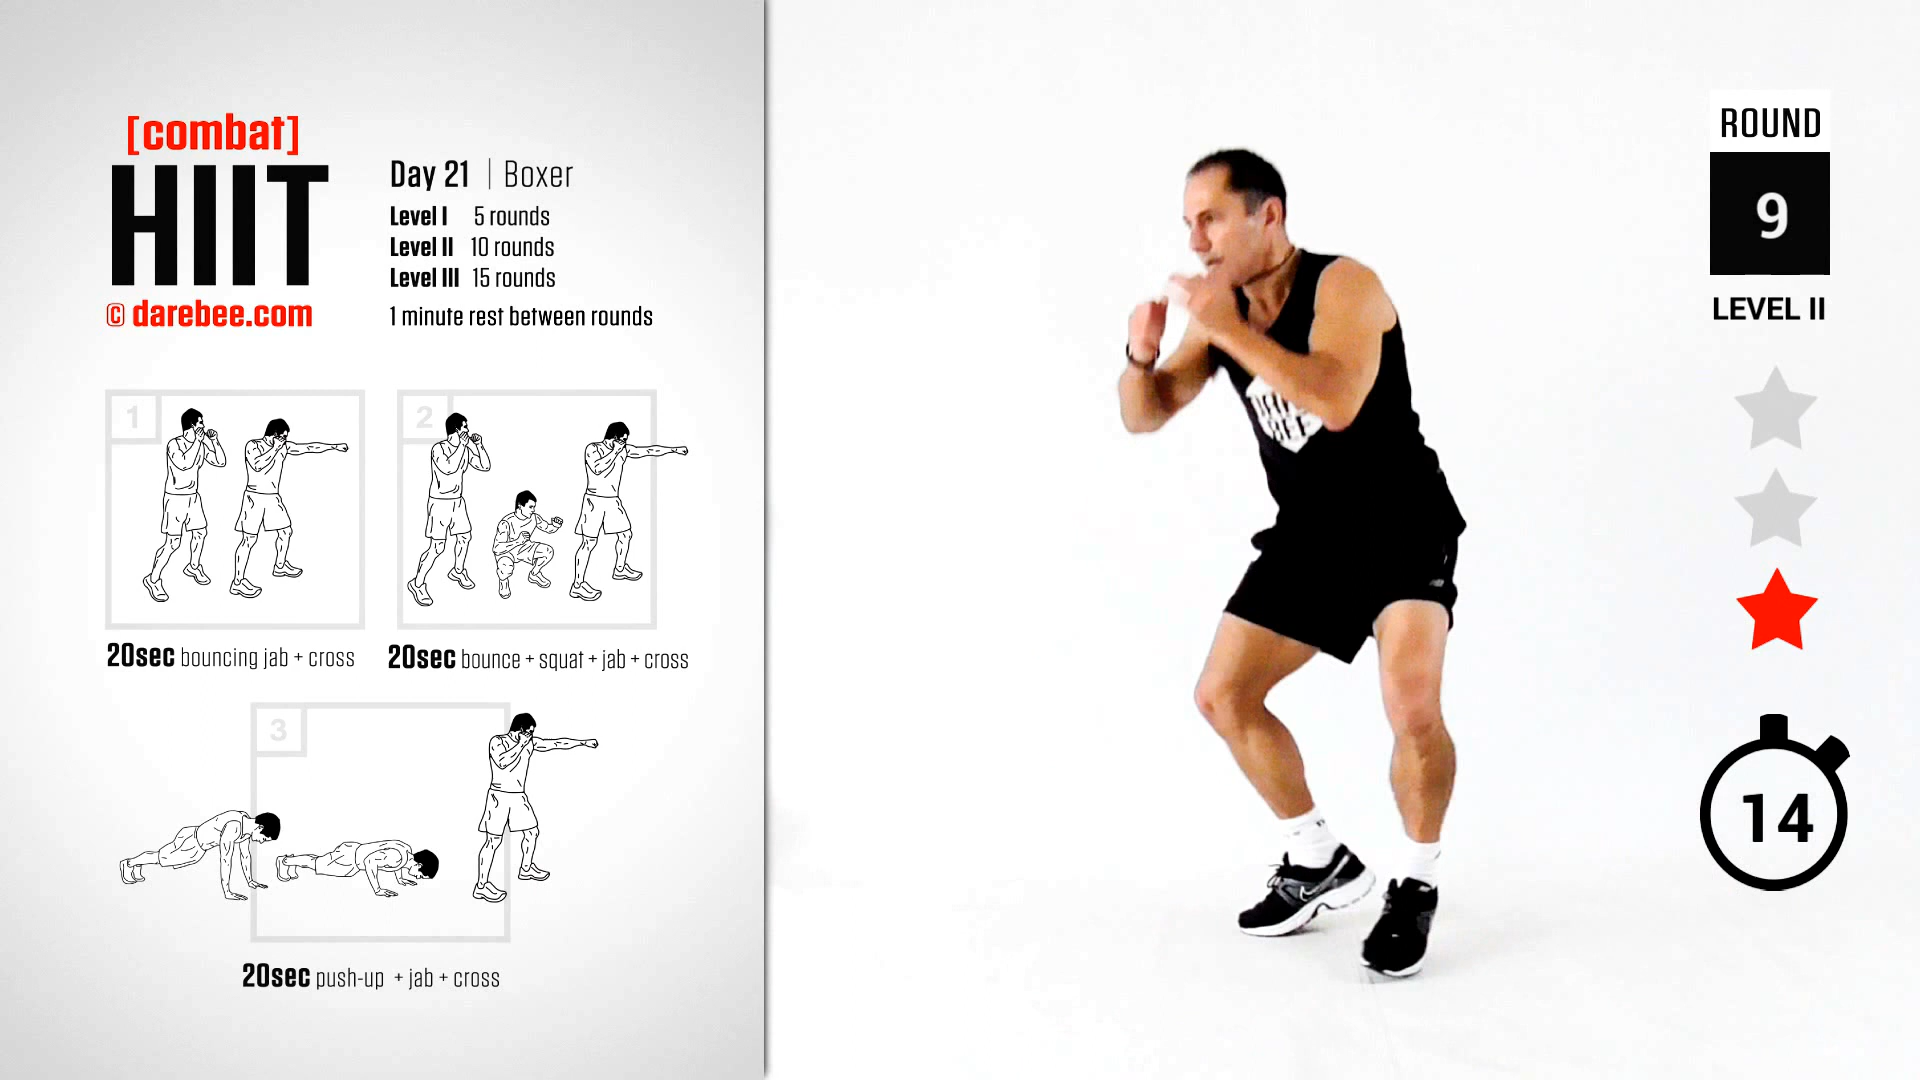 [combat]
HIIT
© darebee.com
Day 21 | Boxer
Level I 5 rounds
Level II 10 rounds
Level III 15 rounds
1 minute rest between rounds
1
2
20sec bouncing jab + cross
20sec bounce + squat + jab + cross
3
20sec push-up + jab + cross
ROUND
9
LEVEL II
14